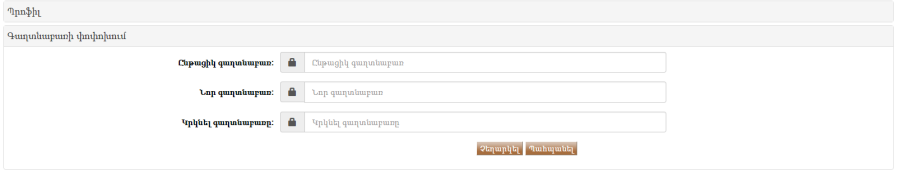 Պրոֆիլ
Գաղտնաբառի փոփոխում
Ընթացիկ գաղտնաբառ:
Ընթացիկ գաղտնաբառ
Նոր գաղտնաբառ:
Նոր գաղտնաբառ
Կրկնել գաղտնաբառը:
Կրկնել գաղտնաբառը
Չեղարկել Պահպանել